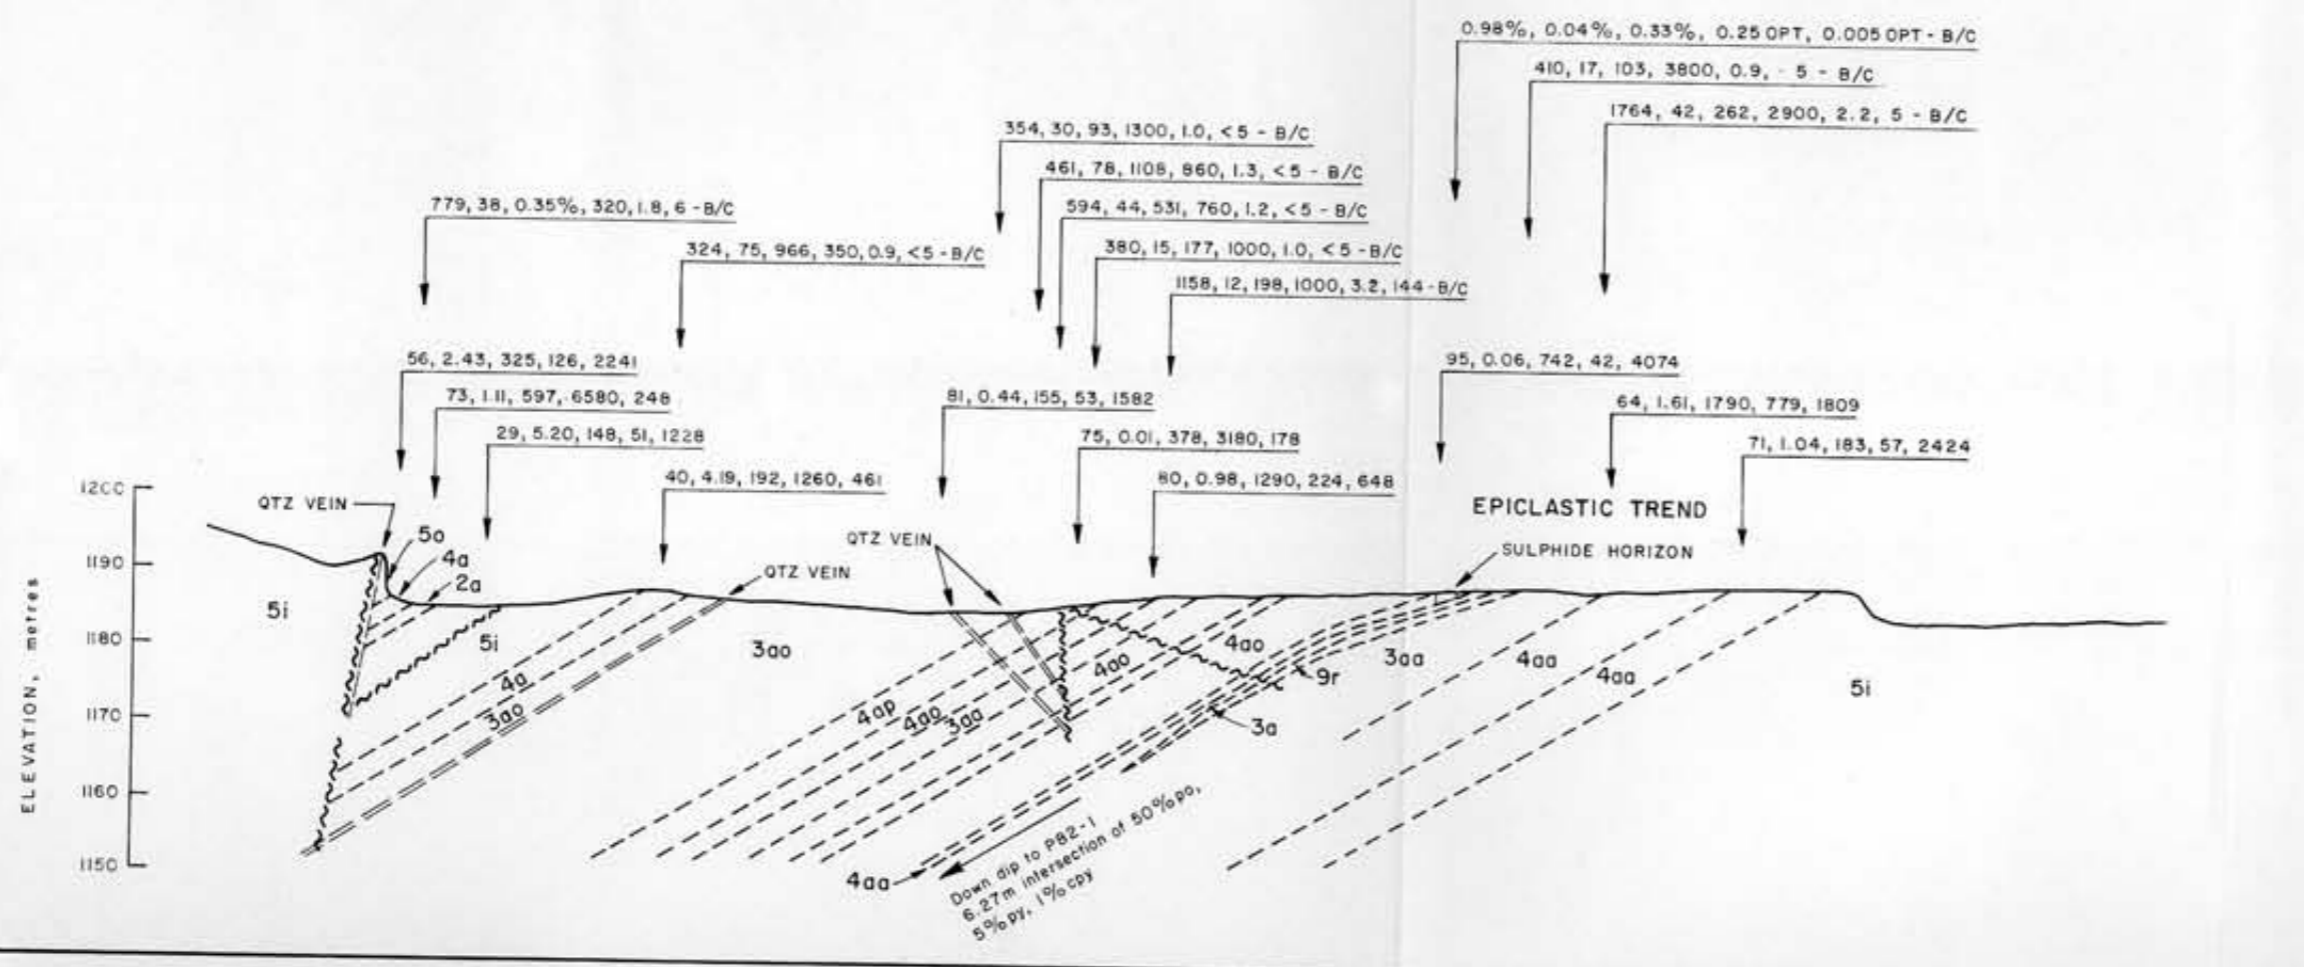 0.98%, 0.04%, 0.33%, 0.25 OPT, 0.005 OPT - B/C
410, 17, 103, 3800, 0.9, - 5 - B/C
1764, 42, 262, 2900, 2.2, 5 - B/C
354, 30, 93, 1300, 1.0, <5 - B/C
461, 78, 1108, 860, 1.3, <5 - B/C
594, 44, 531, 760, 1.2, <5 - B/C
380, 15, 177, 1000, 1.0, <5 - B/C
1158, 12, 198, 1000, 3.2, 144 - B/C
779, 38, 0.35%, 320, 1.8, 6 - B/C
324, 75, 966, 350, 0.9, <5 - B/C
56, 2.43, 325, 126, 2241
73, 1.11, 597, 6580, 248
29, 5.20, 148, 51, 1228
40, 4.19, 192, 1260, 461
81, 0.44, 155, 53, 1582
75, 0.01, 378, 3180, 178
80, 0.98, 1290, 224, 648
95, 0.06, 742, 42, 4074
64, 1.61, 1790, 779, 1809
71, 1.04, 183, 57, 2424
EPICLASTIC TREND
SULPHIDE HORIZON
QTZ VEIN
QTZ VEIN
QTZ VEIN
ELEVATION, metres
1200
1190
1180
1170
1160
1150
5i
5a
4a
2a
5i
4a
3ao
3ao
4ap
4ao
3aa
4ao
4ao
9r
3a
3aa
4aa
4aa
5i
4aa
Down dip to P82-1
6.27m intersection of 50% po,
5% py, 1% cpy